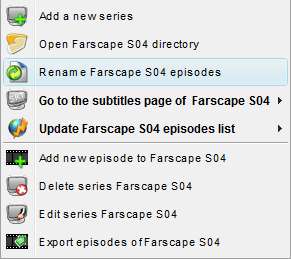 Add a new series
Open Farscape S04 directory
Rename Farscape S04 episodes
Go to the subtitles page of Farscape S04
Update Farscape S04 episodes list
Add new episode to Farscape S04
Delete series Farscape S04
Edit series Farscape S04
Export episodes of Farscape S04